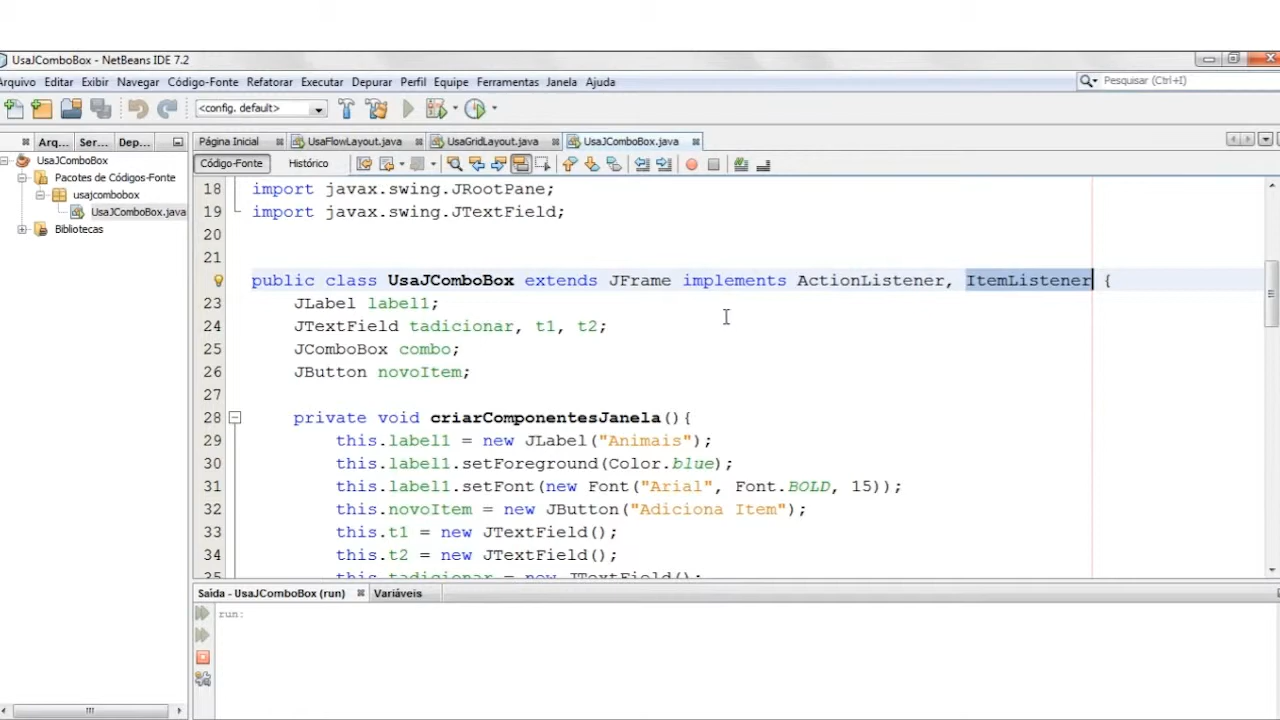 UsaJComboBox - NetBeans IDE 7.2
Arquivo Editar Exibir Navegar Código-Fonte Refatorar Executar Depurar Perfil Equipe Ferramentas Janela Ajuda
Pesquisar (Ctrl+I)
<config. default>
Arq... Ser... Dep...
Página Inicial UsaFlowLayout.java UsaGridLayout.java UsaJComboBox.java
UsaJComboBox
Pacotes de Códigos-Fonte
usajcombobox
UsaJComboBox.java
Bibliotecas
Código-Fonte Histórico
18 import javax.swing.JRootPane;
19 import javax.swing.JTextField;
20
21
public class UsaJComboBox extends JFrame implements ActionListener, ItemListener {
23 JLabel label1;
24 JTextField tadicionar, t1, t2;
25 JComboBox combo;
26 JButton novoItem;
27
28 private void criarComponentesJanela(){
29 this.label1 = new JLabel("Animais");
30 this.label1.setForeground(Color.blue);
31 this.label1.setFont(new Font("Arial", Font.BOLD, 15));
32 this.novoItem = new JButton("Adiciona Item");
33 this.t1 = new JTextField();
34 this.t2 = new JTextField();
35 this.tadicionar = new JTextField();
Saída - UsaJComboBox (run) Variáveis
run: